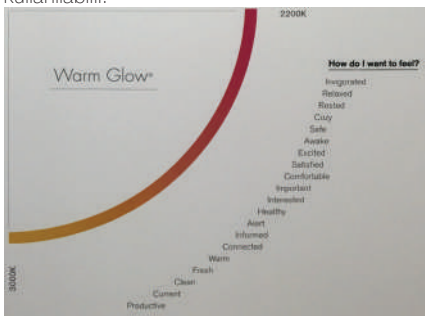 kullanılabilir.
2200K
How do I want to feel?
Warm Glow®
Invigorated
Relaxed
Rested
Cozy
Safe
Awake
Excited
Satisfied
Comfortable
Important
Interested
Healthy
Alert
Informed
Connected
Warm
Fresh
Clean
Current
Productive
3000K